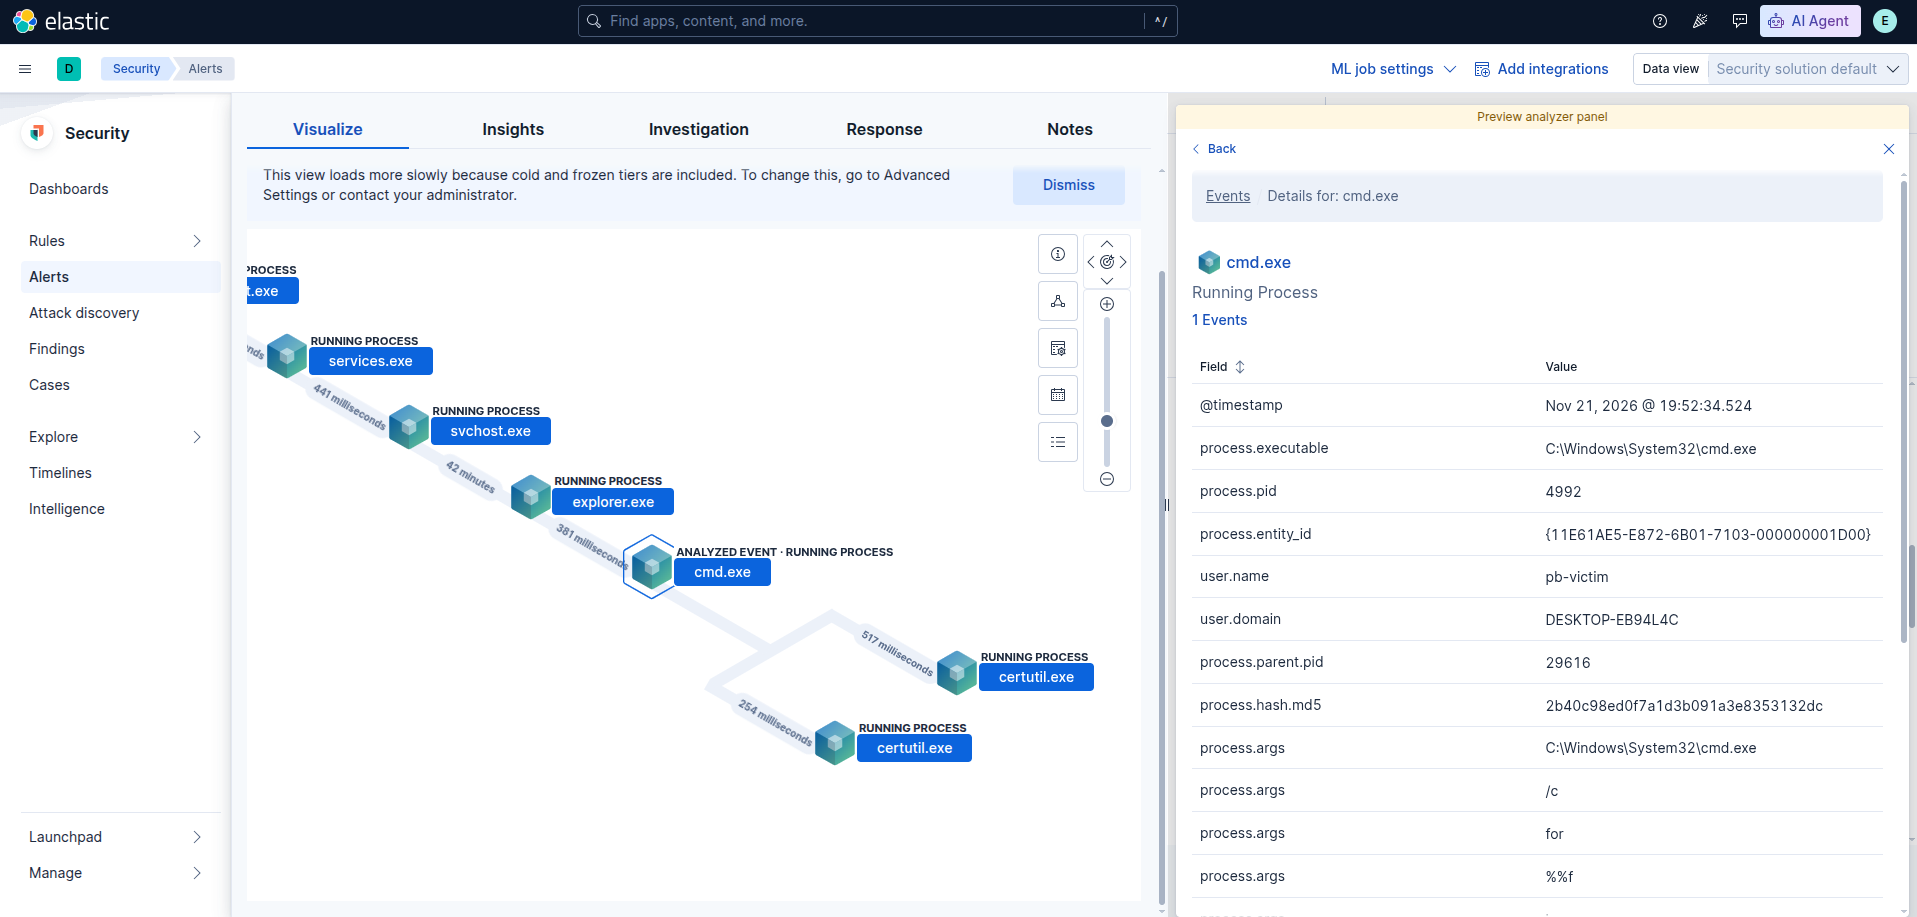 elastic
Find apps, content, and more.
^ /
AI Agent
E
D
Security
Alerts
ML job settings
Add integrations
Data view
Security solution default
Security
Dashboards
Rules
Alerts
Attack discovery
Findings
Cases
Explore
Timelines
Intelligence
Launchpad
Manage
Visualize
Insights
Investigation
Response
Notes
This view loads more slowly because cold and frozen tiers are included. To change this, go to Advanced
Settings or contact your administrator.
Dismiss
PROCESS
t.exe
RUNNING PROCESS
services.exe
441 milliseconds
RUNNING PROCESS
svchost.exe
42 minutes
RUNNING PROCESS
explorer.exe
381 milliseconds
ANALYZED EVENT · RUNNING PROCESS
cmd.exe
517 milliseconds
RUNNING PROCESS
certutil.exe
254 milliseconds
RUNNING PROCESS
certutil.exe
Preview analyzer panel
Back
Events Details for: cmd.exe
cmd.exe
Running Process
1 Events
Field Value
@timestamp Nov 21, 2026 @ 19:52:34.524
process.executable C:\Windows\System32\cmd.exe
process.pid 4992
process.entity_id {11E61AE5-E872-6B01-7103-000000001D00}
user.name pb-victim
user.domain DESKTOP-EB94L4C
process.parent.pid 29616
process.hash.md5 2b40c98ed0f7a1d3b091a3e8353132dc
process.args C:\Windows\System32\cmd.exe
process.args /c
process.args for
process.args %%f